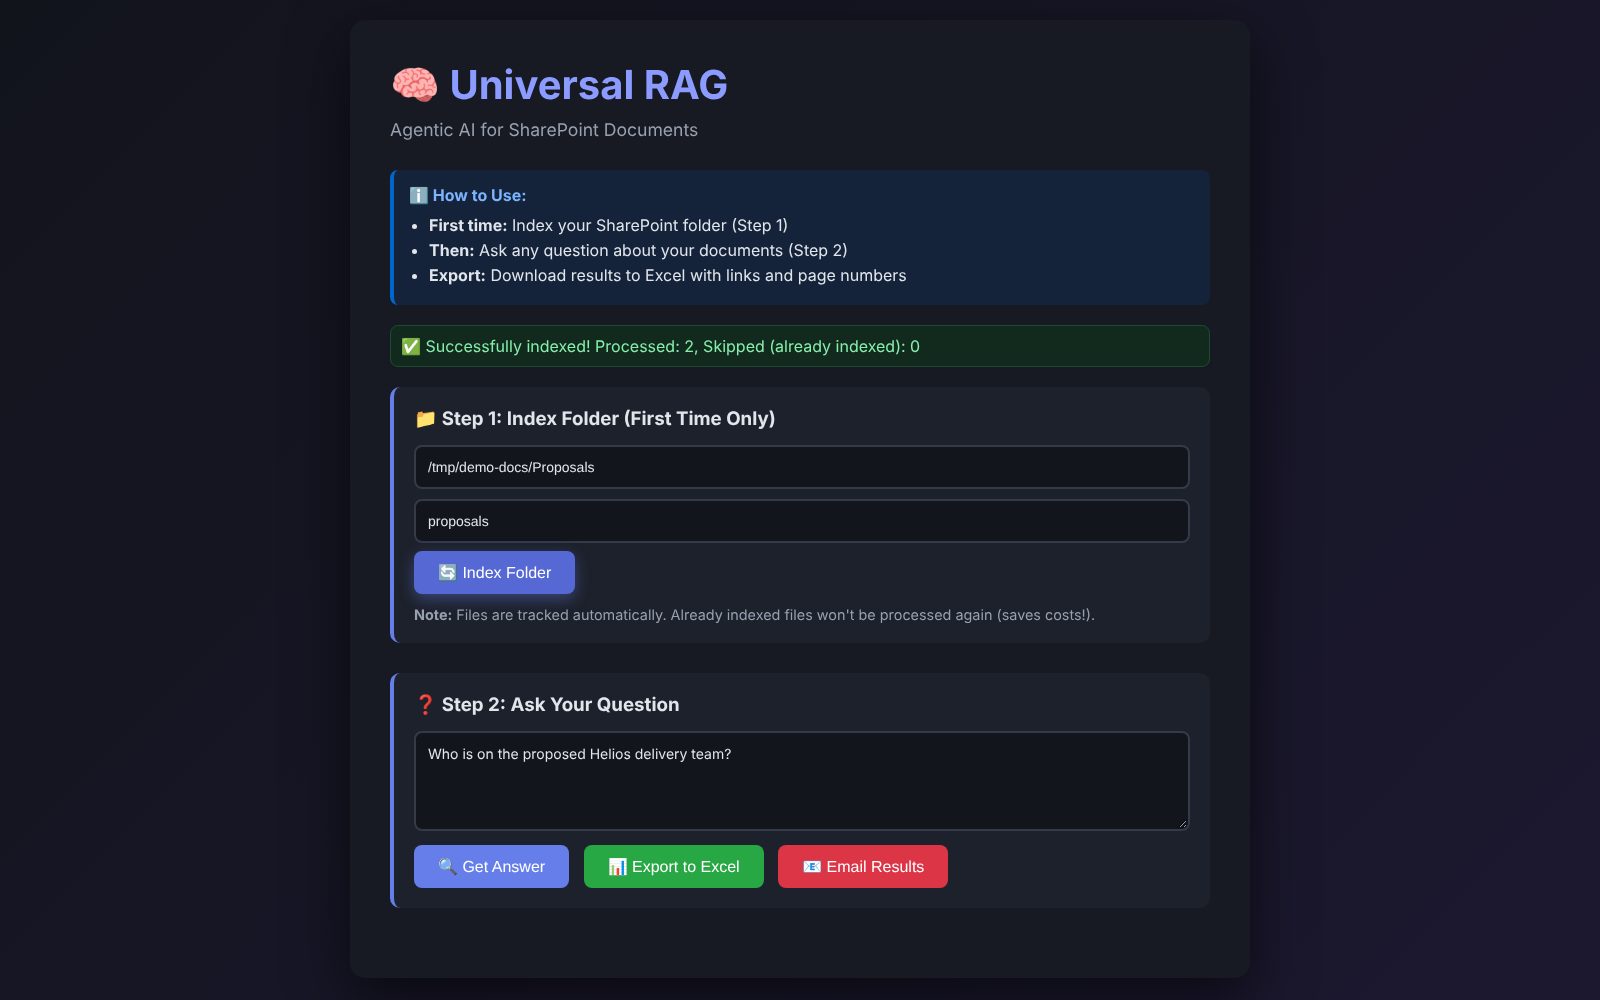 🧠 Universal RAG
Agentic AI for SharePoint Documents
ℹ️ How to Use:
• First time: Index your SharePoint folder (Step 1)
• Then: Ask any question about your documents (Step 2)
• Export: Download results to Excel with links and page numbers
✅ Successfully indexed! Processed: 2, Skipped (already indexed): 0
📁 Step 1: Index Folder (First Time Only)
/tmp/demo-docs/Proposals
proposals
🔄 Index Folder
Note: Files are tracked automatically. Already indexed files won't be processed again (saves costs!).
❓ Step 2: Ask Your Question
Who is on the proposed Helios delivery team?
🔍 Get Answer
📊 Export to Excel
📧 Email Results